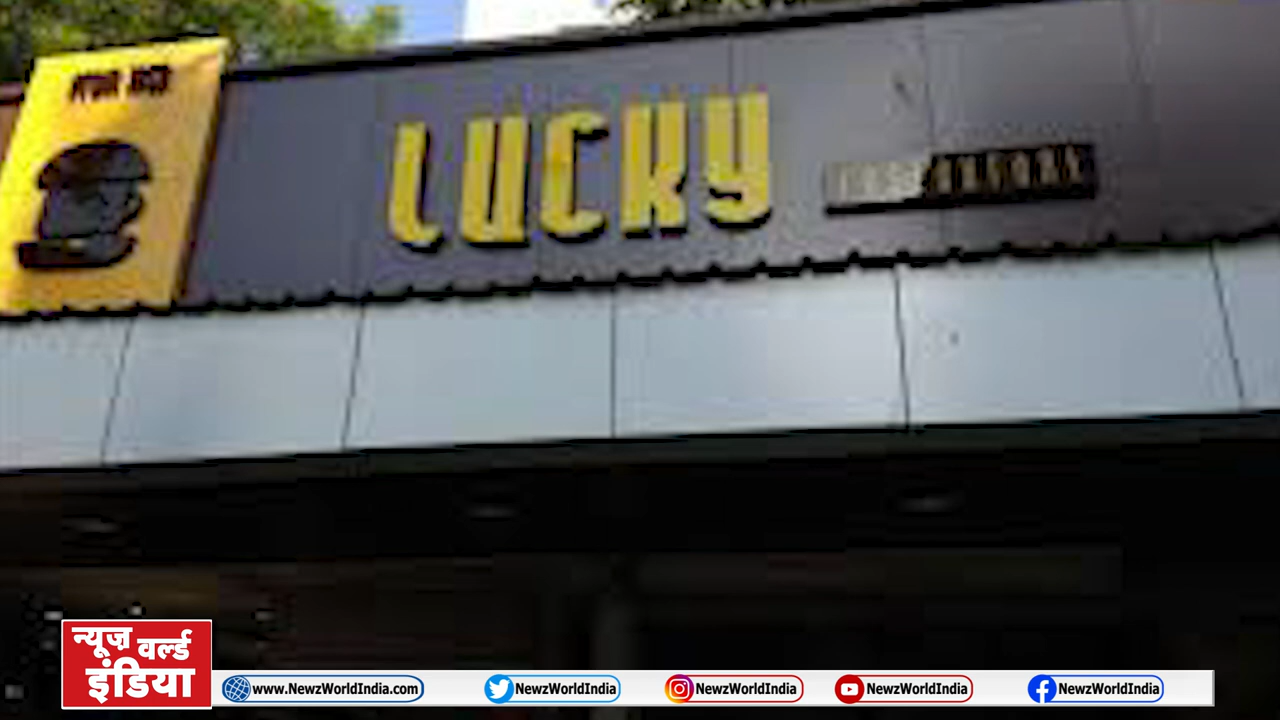 LUCKY
न्यूज़ वर्ल्ड
इंडिया
www.NewzWorldIndia.com
NewzWorldIndia
NewzWorldIndia
NewzWorldIndia
NewzWorldIndia